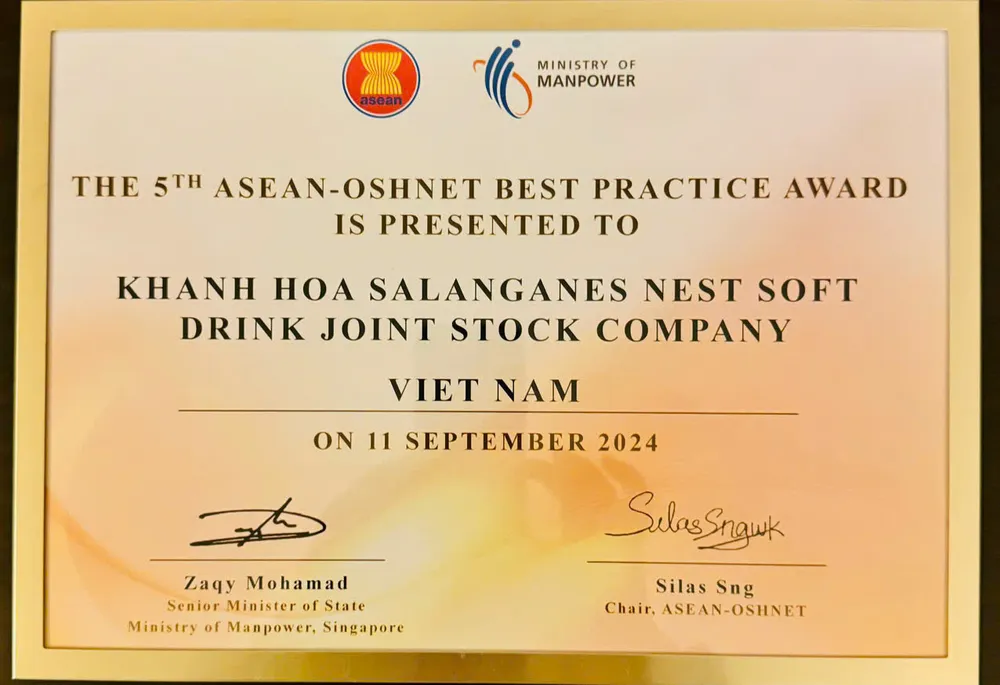 asean
MINISTRY OF
MANPOWER
THE 5TH ASEAN-OSHNET BEST PRACTICE AWARD
IS PRESENTED TO
KHANH HOA SALANGANES NEST SOFT
DRINK JOINT STOCK COMPANY
VIET NAM
ON 11 SEPTEMBER 2024
Silas Sngwk
Zaqy Mohamad
Senior Minister of State
Ministry of Manpower, Singapore
Silas Sng
Chair, ASEAN-OSHNET